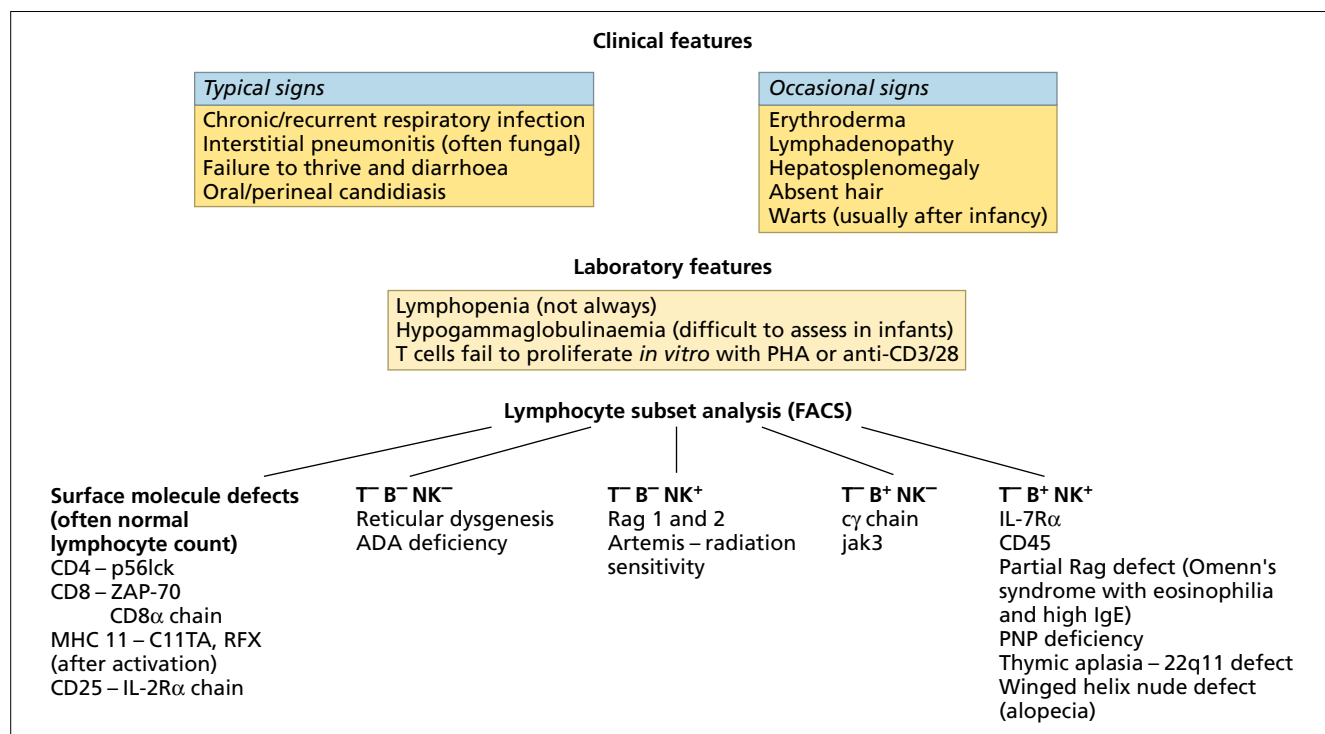 Clinical features
Typical signs
Chronic/recurrent respiratory infection
Interstitial pneumonitis (often fungal)
Failure to thrive and diarrhoea
Oral/perineal candidiasis
Occasional signs
Erythroderma
Lymphadenopathy
Hepatosplenomegaly
Absent hair
Warts (usually after infancy)
Laboratory features
Lymphopenia (not always)
Hypogammaglobulinaemia (difficult to assess in infants)
T cells fail to proliferate in vitro with PHA or anti-CD3/28
Lymphocyte subset analysis (FACS)
Surface molecule defects
(often normal
lymphocyte count)
CD4 – p56lck
CD8 – ZAP-70
CD8α chain
MHC 11 – C11TA, RFX
(after activation)
CD25 – IL-2Rα chain
T⁻ B⁻ NK⁻
Reticular dysgenesis
ADA deficiency
T⁻ B⁻ NK⁺
Rag 1 and 2
Artemis – radiation
sensitivity
T⁻ B⁺ NK⁻
cγ chain
jak3
T⁻ B⁺ NK⁺
IL-7Rα
CD45
Partial Rag defect (Omenn's
syndrome with eosinophilia
and high IgE)
PNP deficiency
Thymic aplasia – 22q11 defect
Winged helix nude defect
(alopecia)